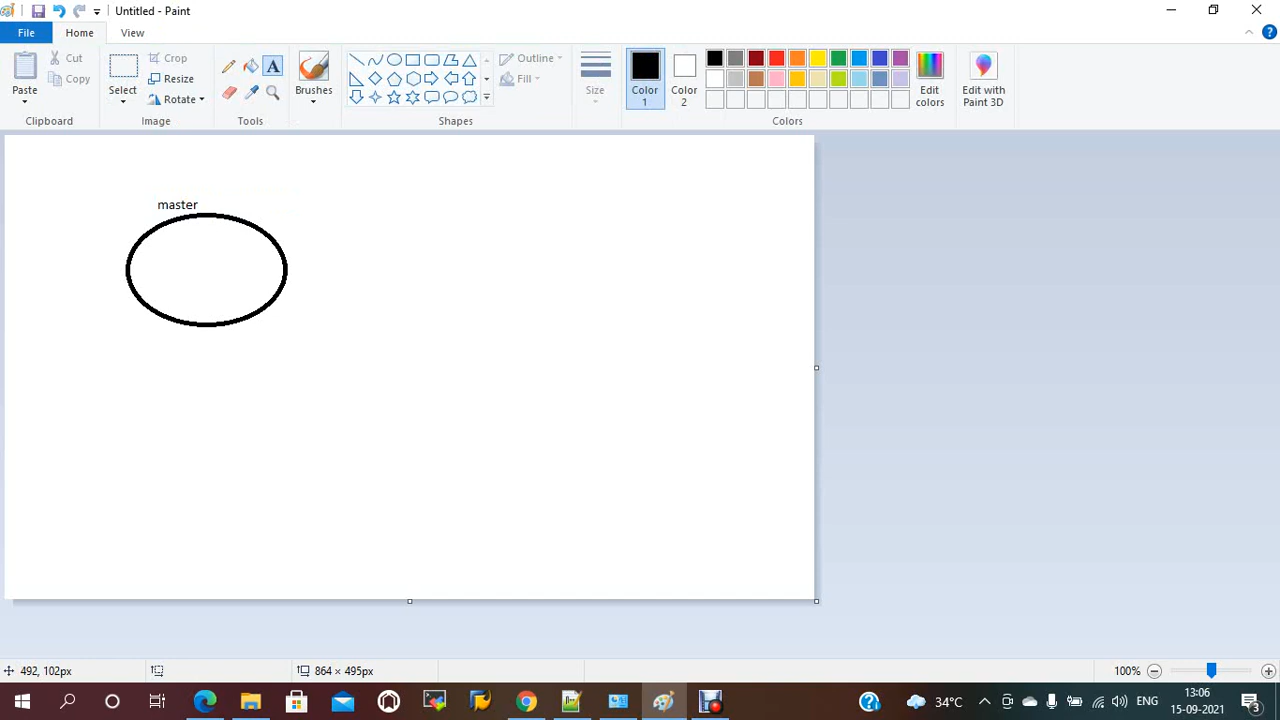 Untitled - Paint
File
Home
View
Paste
Cut
Copy
Clipboard
Select
Crop
Resize
Rotate
Image
A
Tools
Brushes
Outline
Fill
Shapes
Size
Color 1
Color 2
Edit colors
Colors
Edit with Paint 3D
?
master
492, 102px
864 × 495px
100%
?
34°C
ENG
13:06
15-09-2021
3